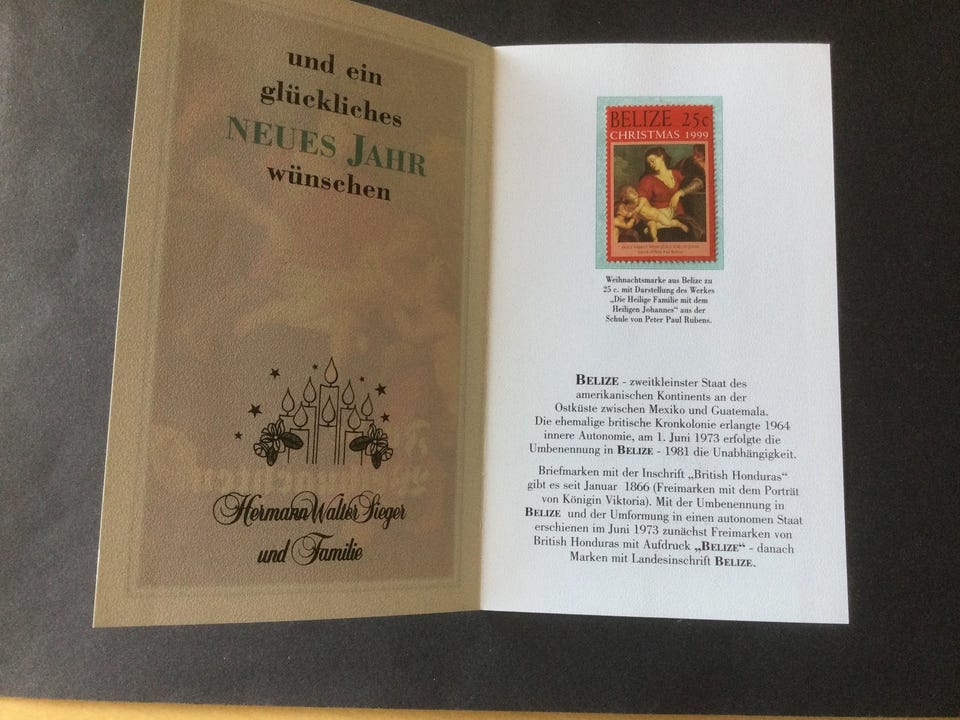 und ein
glückliches
NEUES JAHR
wünschen
Hermann Walter Sieger
und Familie
BELIZE 25c
CHRISTMAS 1999
Weihnachtsmarke aus Belize zu
25 c. mit Darstellung des Werkes
„Die Heilige Familie mit dem
Heiligen Johannes“ aus der
Schule von Peter Paul Rubens.
BELIZE - zweitkleinster Staat des
amerikanischen Kontinents an der
Ostküste zwischen Mexiko und Guatemala.
Die ehemalige britische Kronkolonie erlangte 1964
innere Autonomie, am 1. Juni 1973 erfolgte die
Umbenennung in BELIZE - 1981 die Unabhängigkeit.
Briefmarken mit der Inschrift „British Honduras“
gibt es seit Januar 1866 (Freimarken mit dem Porträt
von Königin Viktoria). Mit der Umbenennung in
BELIZE und der Umformung in einen autonomen Staat
erschienen im Juni 1973 zunächst Freimarken von
British Honduras mit Aufdruck „BELIZE“ - danach
Marken mit Landesinschrift BELIZE.